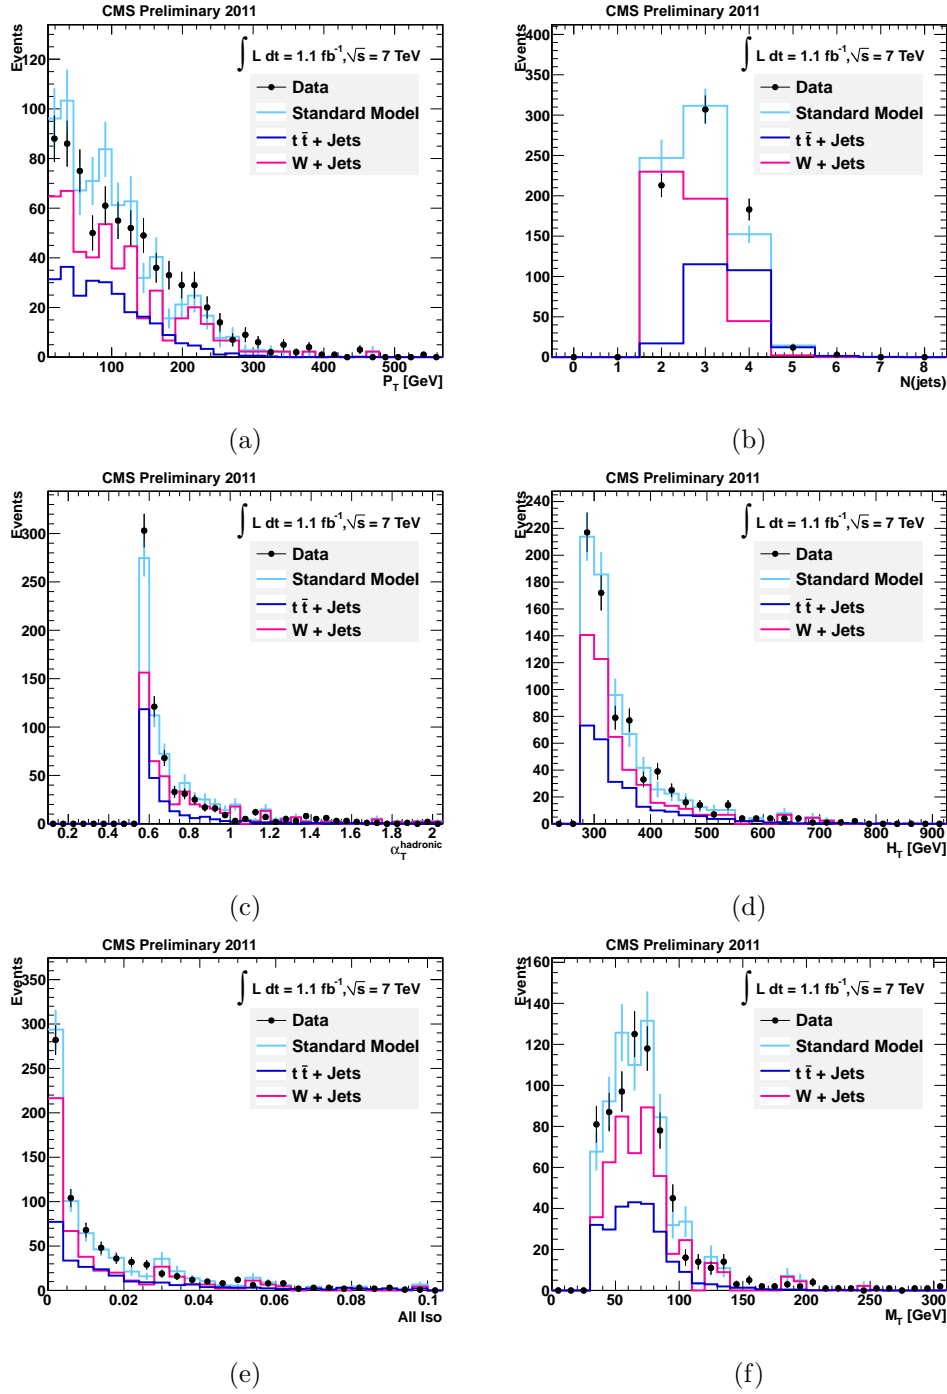 CMS Preliminary 2011
Events
∫ L dt = 1.1 fb⁻¹, √s = 7 TeV
Data
Standard Model
t t̄ + Jets
W + Jets
120
100
80
60
40
20
0
100 200 300 400 500
P_T [GeV]
(a)
CMS Preliminary 2011
Events
∫ L dt = 1.1 fb⁻¹, √s = 7 TeV
Data
Standard Model
t t̄ + Jets
W + Jets
400
350
300
250
200
150
100
50
0
0 1 2 3 4 5 6 7 8
N(jets)
(b)
CMS Preliminary 2011
Events
∫ L dt = 1.1 fb⁻¹, √s = 7 TeV
Data
Standard Model
t t̄ + Jets
W + Jets
300
250
200
150
100
50
0
0.2 0.4 0.6 0.8 1 1.2 1.4 1.6 1.8 2
α_T^hadronic
(c)
CMS Preliminary 2011
Events
∫ L dt = 1.1 fb⁻¹, √s = 7 TeV
Data
Standard Model
t t̄ + Jets
W + Jets
240
220
200
180
160
140
120
100
80
60
40
20
0
300 400 500 600 700 800 900
H_T [GeV]
(d)
CMS Preliminary 2011
Events
∫ L dt = 1.1 fb⁻¹, √s = 7 TeV
Data
Standard Model
t t̄ + Jets
W + Jets
350
300
250
200
150
100
50
0
0 0.02 0.04 0.06 0.08 0.1
All Iso
(e)
CMS Preliminary 2011
Events
∫ L dt = 1.1 fb⁻¹, √s = 7 TeV
Data
Standard Model
t t̄ + Jets
W + Jets
160
140
120
100
80
60
40
20
0
0 50 100 150 200 250 300
M_T [GeV]
(f)